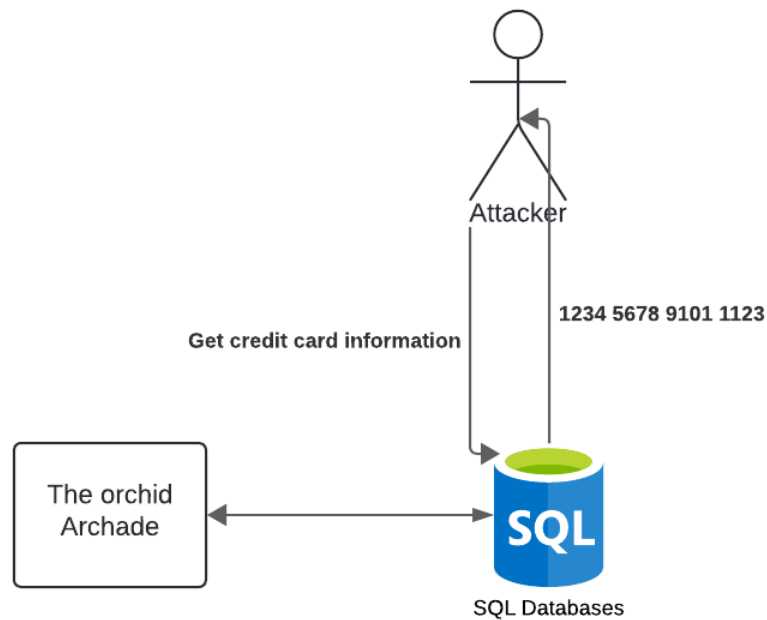 Attacker
1234 5678 9101 1123
Get credit card information
The orchid
Archade
SQL
SQL Databases